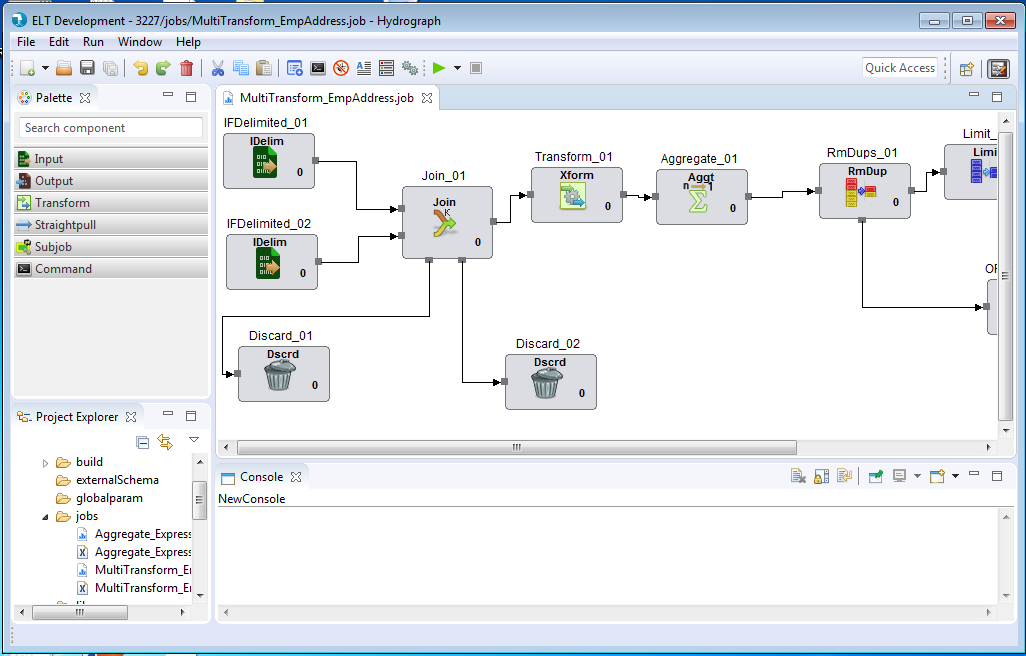 ELT Development - 3227/jobs/MultiTransform_EmpAddress.job - Hydrograph
File Edit Run Window Help
Quick Access
Palette
Search component
Input
Output
Transform
Straightpull
Subjob
Command
MultiTransform_EmpAddress.job
IFDelimited_01
IDelim
0
IFDelimited_02
IDelim
0
Join_01
Join
K
0
Transform_01
Xform
0
Aggregate_01
Aggt
n 1
0
RmDups_01
RmDup
0
Limit_
Limi
Discard_01
Dscrd
0
Discard_02
Dscrd
0
Project Explorer
build
externalSchema
globalparam
jobs
Aggregate_Express
X Aggregate_Express
MultiTransform_Er
X MultiTransform_Er
Console
NewConsole